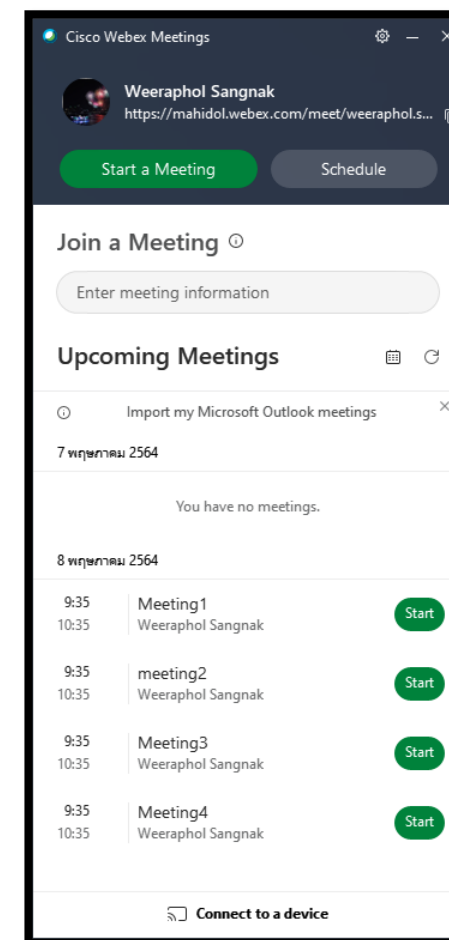 Cisco Webex Meetings
Weeraphol Sangnak
https://mahidol.webex.com/meet/weeraphol.s...
Start a Meeting
Schedule
Join a Meeting
Enter meeting information
Upcoming Meetings
Import my Microsoft Outlook meetings
7 พฤษภาคม 2564
You have no meetings.
8 พฤษภาคม 2564
9:35 Meeting1 Start
10:35 Weeraphol Sangnak
9:35 meeting2 Start
10:35 Weeraphol Sangnak
9:35 Meeting3 Start
10:35 Weeraphol Sangnak
9:35 Meeting4 Start
10:35 Weeraphol Sangnak
Connect to a device